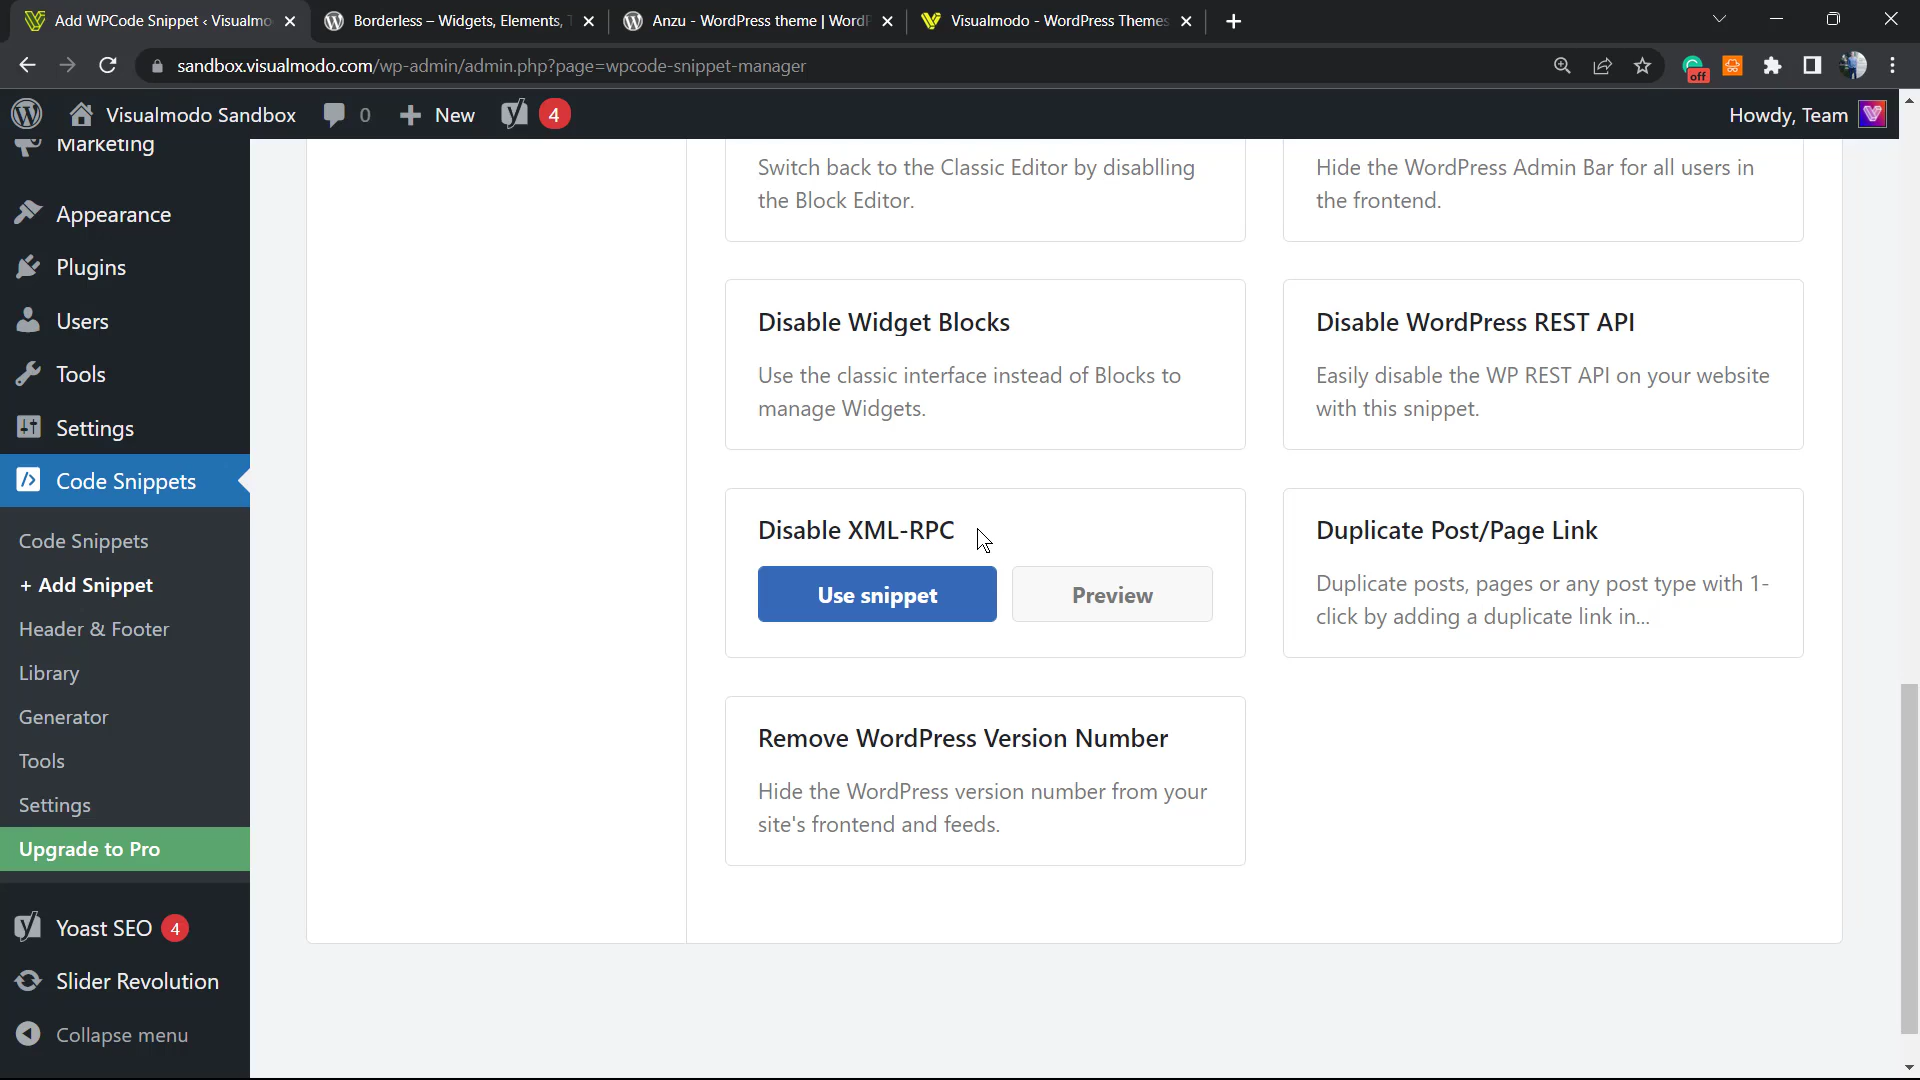 Add WPCode Snippet ‹ Visualmo
Borderless – Widgets, Elements,
Anzu - WordPress theme | WordP
Visualmodo - WordPress Themes
sandbox.visualmodo.com/wp-admin/admin.php?page=wpcode-snippet-manager
off
Visualmodo Sandbox
0
New
4
Howdy, Team
Marketing
Appearance
Plugins
Users
Tools
Settings
Code Snippets
Code Snippets
+ Add Snippet
Header & Footer
Library
Generator
Tools
Settings
Upgrade to Pro
Yoast SEO 4
Slider Revolution
Collapse menu
Switch back to the Classic Editor by disablling
the Block Editor.
Hide the WordPress Admin Bar for all users in
the frontend.
Disable Widget Blocks
Use the classic interface instead of Blocks to
manage Widgets.
Disable WordPress REST API
Easily disable the WP REST API on your website
with this snippet.
Disable XML-RPC
Use snippet
Preview
Duplicate Post/Page Link
Duplicate posts, pages or any post type with 1-
click by adding a duplicate link in...
Remove WordPress Version Number
Hide the WordPress version number from your
site's frontend and feeds.